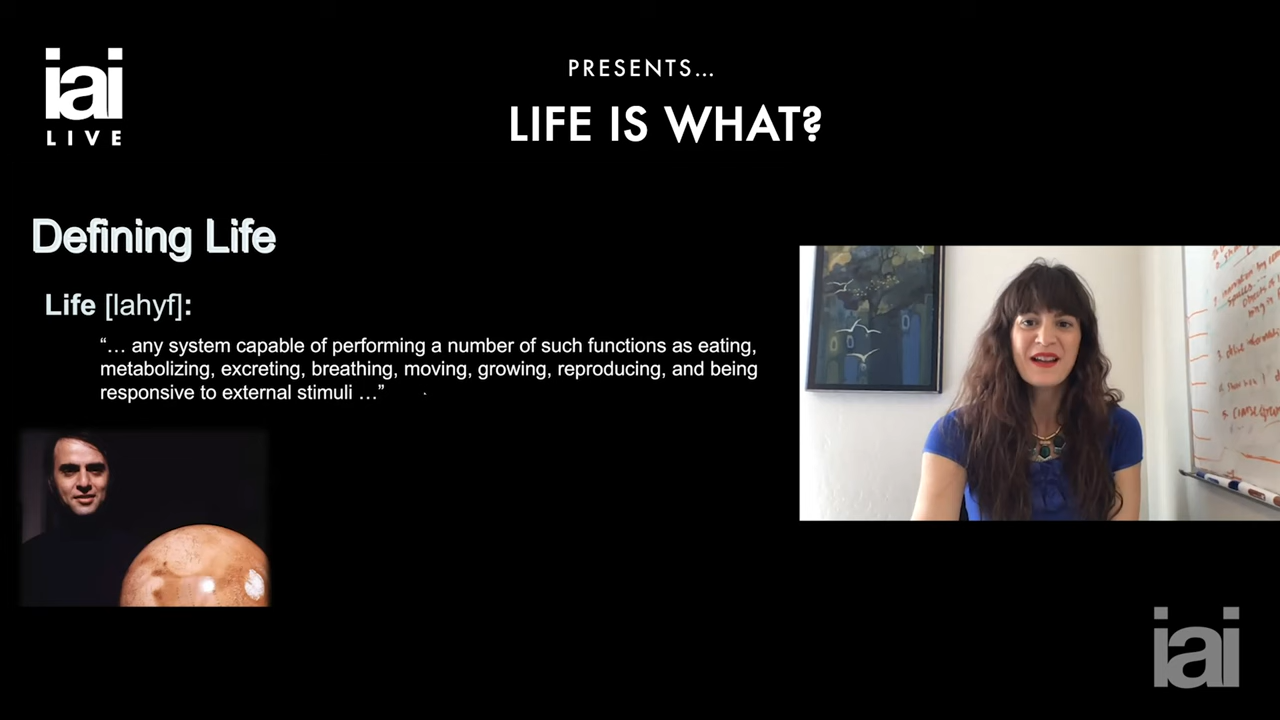 iai
LIVE
PRESENTS...
LIFE IS WHAT?
Defining Life
Life [lahyf]:
“... any system capable of performing a number of such functions as eating,
metabolizing, excreting, breathing, moving, growing, reproducing, and being
responsive to external stimuli ...”
iai